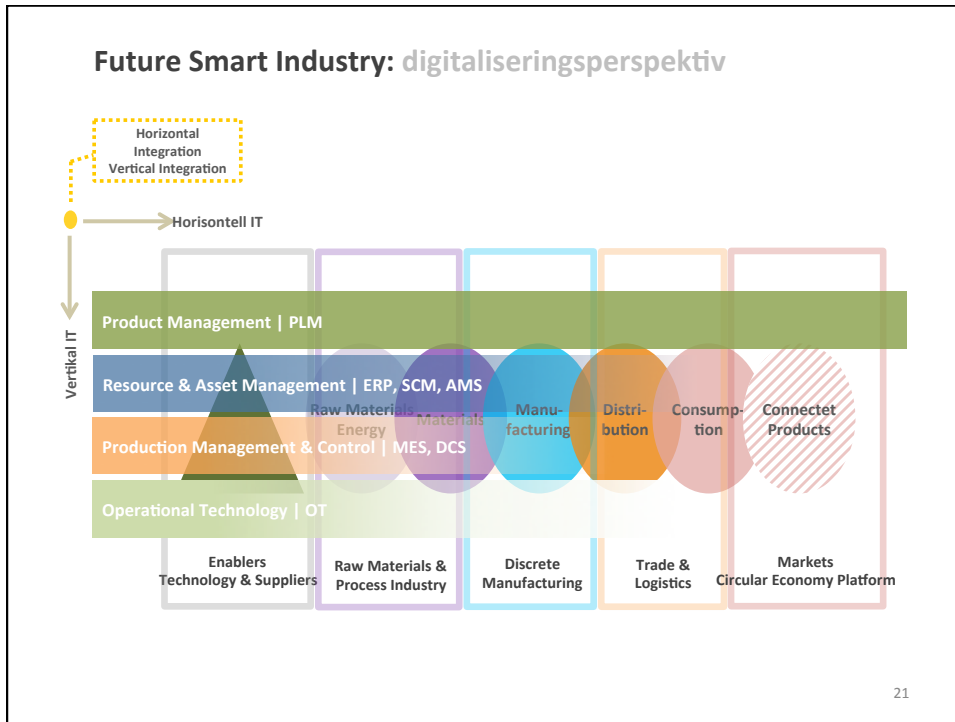 Future Smart Industry: digitaliseringsperspektiv
Horizontal
Integration
Vertical Integration
Horisontell IT
Vertikal IT
Product Management | PLM
Resource & Asset Management | ERP, SCM, AMS
Raw Materials
Energy
Materials
Manu-
facturing
Distri-
bution
Consump-
tion
Connectet
Products
Production Management & Control | MES, DCS
Operational Technology | OT
Enablers
Technology & Suppliers
Raw Materials &
Process Industry
Discrete
Manufacturing
Trade &
Logistics
Markets
Circular Economy Platform
21